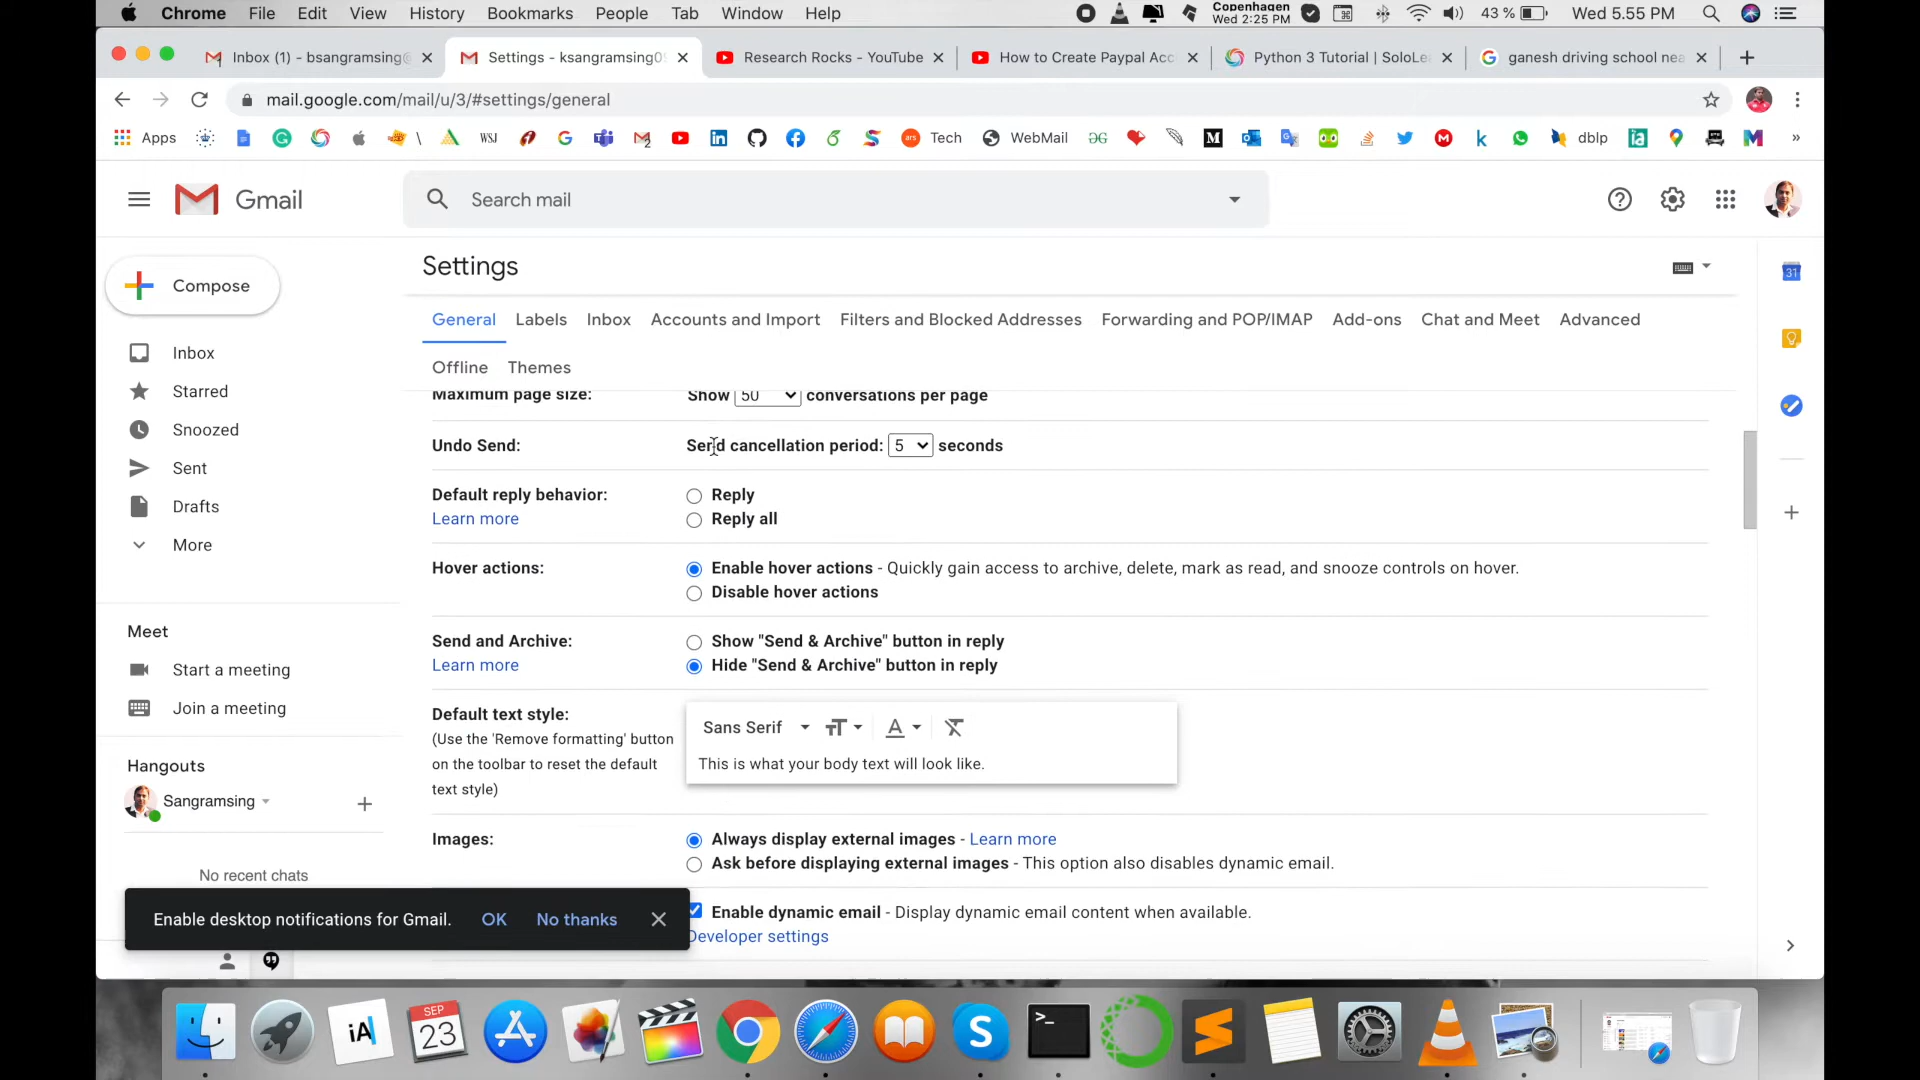 Chrome File Edit View History Bookmarks People Tab Window Help Copenhagen Wed 2:25 PM 43 % Wed 5.55 PM
Inbox (1) - bsangramsing@ Settings - ksangramsing09 Research Rocks - YouTube How to Create Paypal Acc Python 3 Tutorial | SoloLe ganesh driving school nea
mail.google.com/mail/u/3/#settings/general
Apps \ WSJ Tech WebMail dblp »
Gmail Search mail
Settings
Compose
General Labels Inbox Accounts and Import Filters and Blocked Addresses Forwarding and POP/IMAP Add-ons Chat and Meet Advanced
Offline Themes
Inbox
Starred
Snoozed
Sent
Drafts
More
Maximum page size: Show 50 conversations per page
Undo Send: Send cancellation period: 5 seconds
Default reply behavior: Reply
Learn more Reply all
Hover actions: Enable hover actions - Quickly gain access to archive, delete, mark as read, and snooze controls on hover.
Disable hover actions
Send and Archive: Show "Send & Archive" button in reply
Learn more Hide "Send & Archive" button in reply
Default text style:
(Use the 'Remove formatting' button
on the toolbar to reset the default
text style)
Sans Serif
This is what your body text will look like.
Images: Always display external images - Learn more
Ask before displaying external images - This option also disables dynamic email.
Enable dynamic email - Display dynamic email content when available.
Developer settings
Meet
Start a meeting
Join a meeting
Hangouts
Sangramsing
No recent chats
Enable desktop notifications for Gmail. OK No thanks
31
iA SEP 23 >_ S